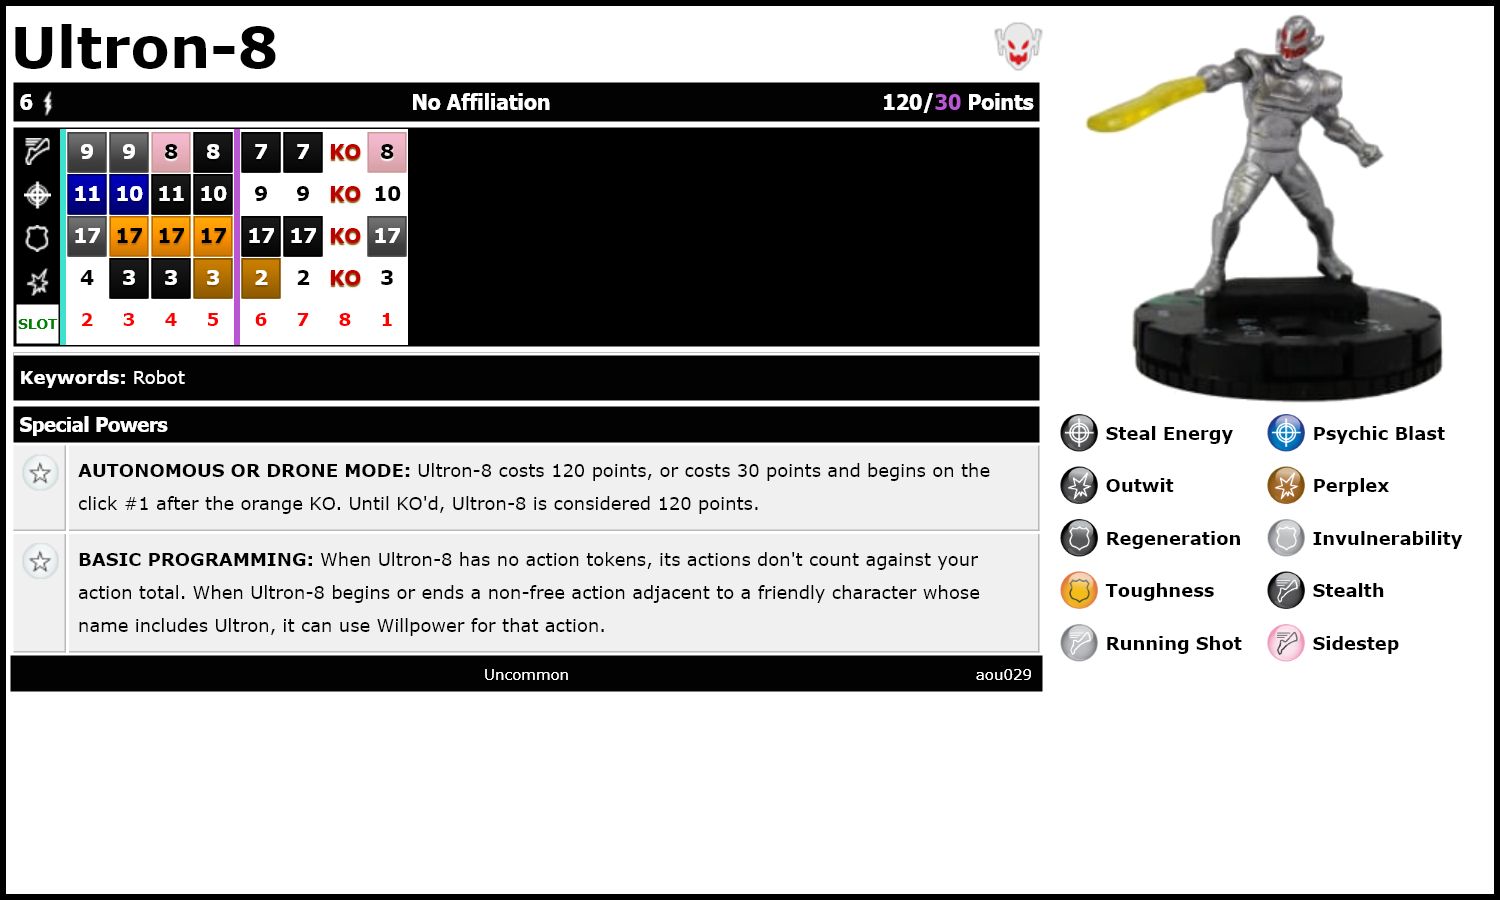 Ultron-8
6 No Affiliation 120/30 Points
9 9 8 8 7 7 KO 8
11 10 11 10 9 9 KO 10
17 17 17 17 17 17 KO 17
4 3 3 3 2 2 KO 3
SLOT 2 3 4 5 6 7 8 1
Keywords: Robot
Special Powers
AUTONOMOUS OR DRONE MODE: Ultron-8 costs 120 points, or costs 30 points and begins on the
click #1 after the orange KO. Until KO'd, Ultron-8 is considered 120 points.
BASIC PROGRAMMING: When Ultron-8 has no action tokens, its actions don't count against your
action total. When Ultron-8 begins or ends a non-free action adjacent to a friendly character whose
name includes Ultron, it can use Willpower for that action.
Uncommon aou029
Steal Energy Psychic Blast
Outwit Perplex
Regeneration Invulnerability
Toughness Stealth
Running Shot Sidestep